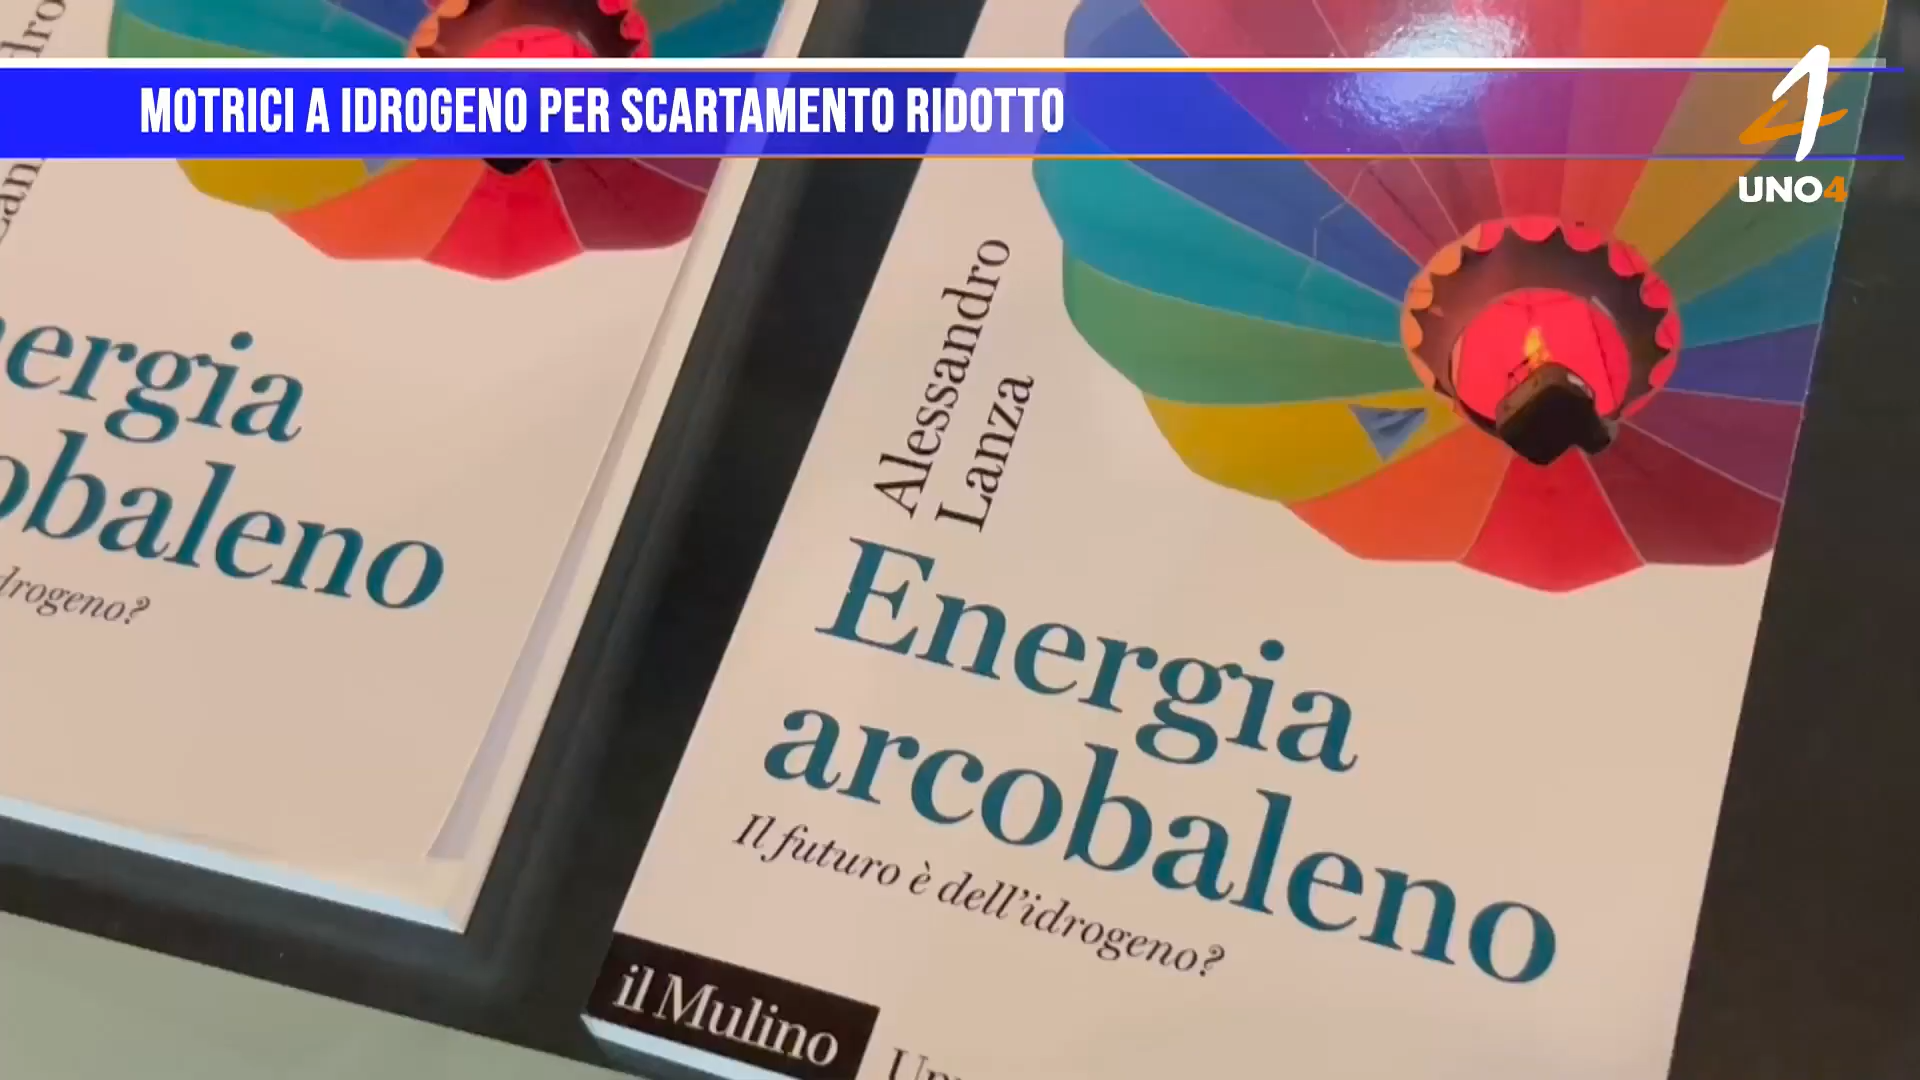 MOTRICI A IDROGENO PER SCARTAMENTO RIDOTTO
UNO4
ergia
obaleno
drogeno?
Alessandro
Lanza
Energia
arcobaleno
Il futuro è dell'idrogeno?
il Mulino